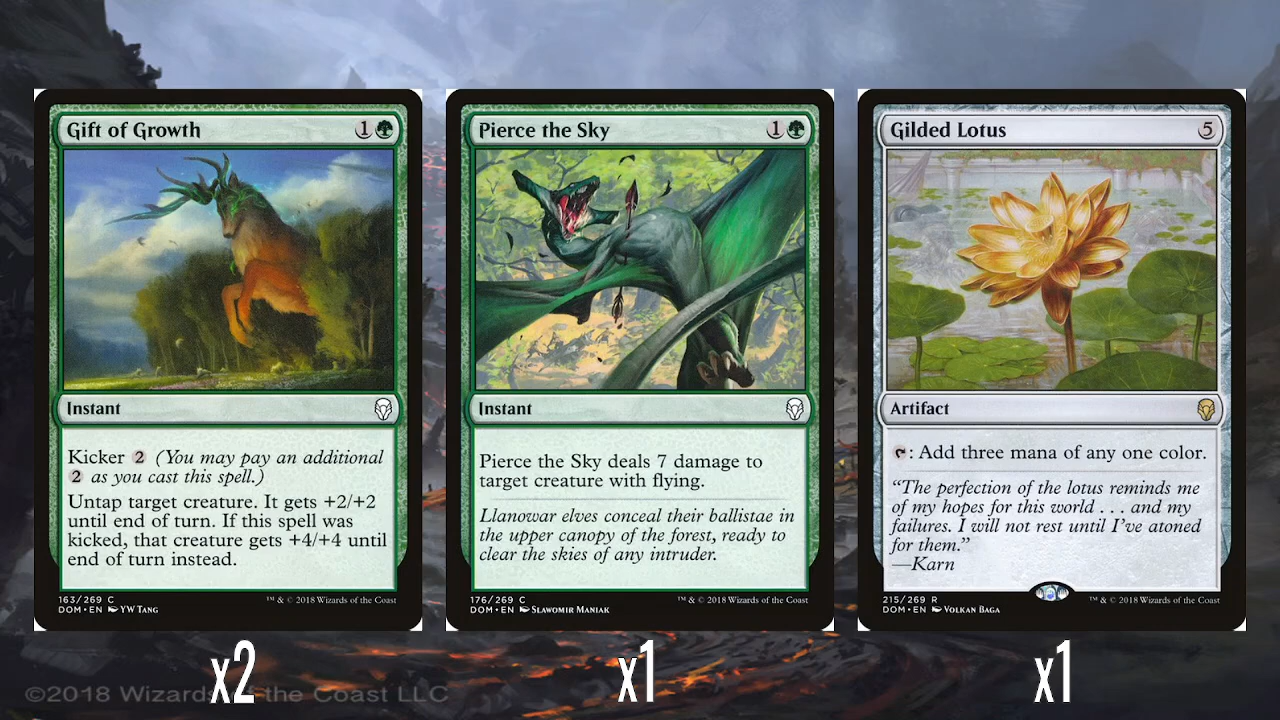 Gift of Growth 1
Instant
Kicker 2 (You may pay an additional
2 as you cast this spell.)
Untap target creature. It gets +2/+2
until end of turn. If this spell was
kicked, that creature gets +4/+4 until
end of turn instead.
163/269 C
DOM • EN YW Tang
™ & © 2018 Wizards of the Coast
x2
Pierce the Sky 1
Instant
Pierce the Sky deals 7 damage to
target creature with flying.
Llanowar elves conceal their ballistae in
the upper canopy of the forest, ready to
clear the skies of any intruder.
176/269 C
DOM • EN Slawomir Maniak
™ & © 2018 Wizards of the Coast
x1
Gilded Lotus 5
Artifact
: Add three mana of any one color.
“The perfection of the lotus reminds me
of my hopes for this world . . . and my
failures. I will not rest until I’ve atoned
for them.”
—Karn
215/269 R
DOM • EN Volkan Baga
™ & © 2018 Wizards of the Coast
x1
©2018 Wizards of the Coast LLC